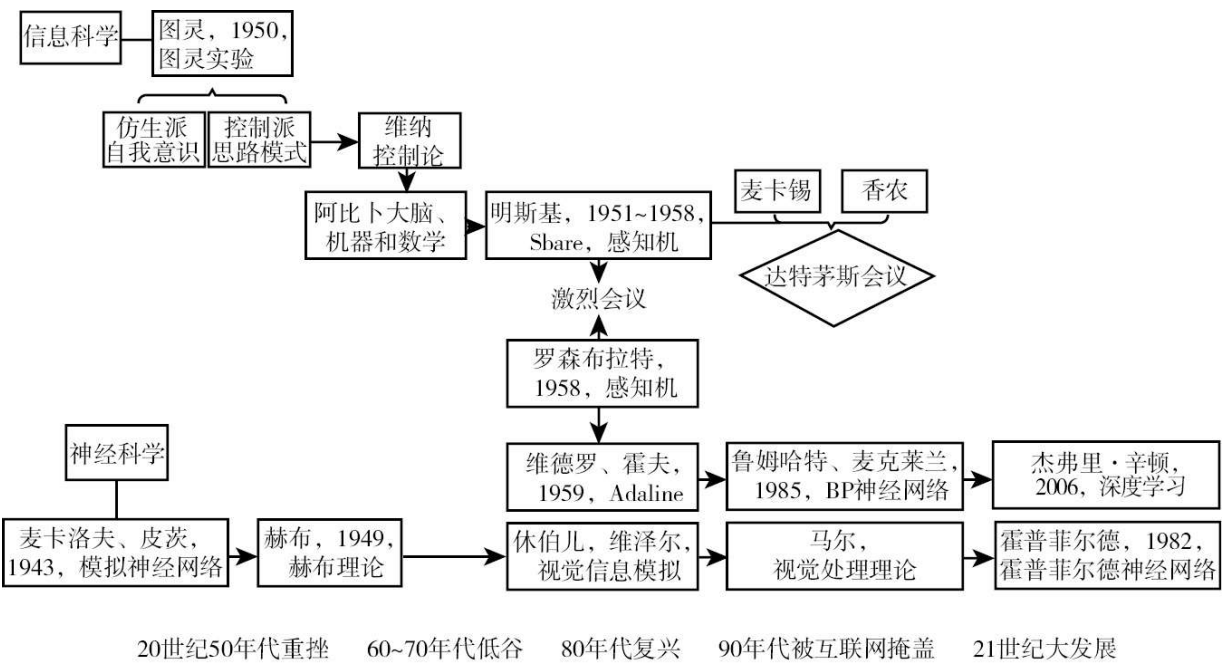 信息科学
图灵，1950，
图灵实验
仿生派
自我意识
控制派
思路模式
维纳
控制论
麦卡锡
香农
阿比卜大脑、
机器和数学
明斯基，1951~1958，
Sbare，感知机
达特茅斯会议
激烈会议
罗森布拉特，
1958，感知机
神经科学
维德罗、霍夫，
1959，Adaline
鲁姆哈特、麦克莱兰，
1985，BP神经网络
杰弗里·辛顿，
2006，深度学习
麦卡洛夫、皮茨，
1943，模拟神经网络
赫布，1949，
赫布理论
休伯儿，维泽尔，
视觉信息模拟
马尔，
视觉处理理论
霍普菲尔德，1982，
霍普菲尔德神经网络
20世纪50年代重挫 60~70年代低谷 80年代复兴 90年代被互联网掩盖 21世纪大发展